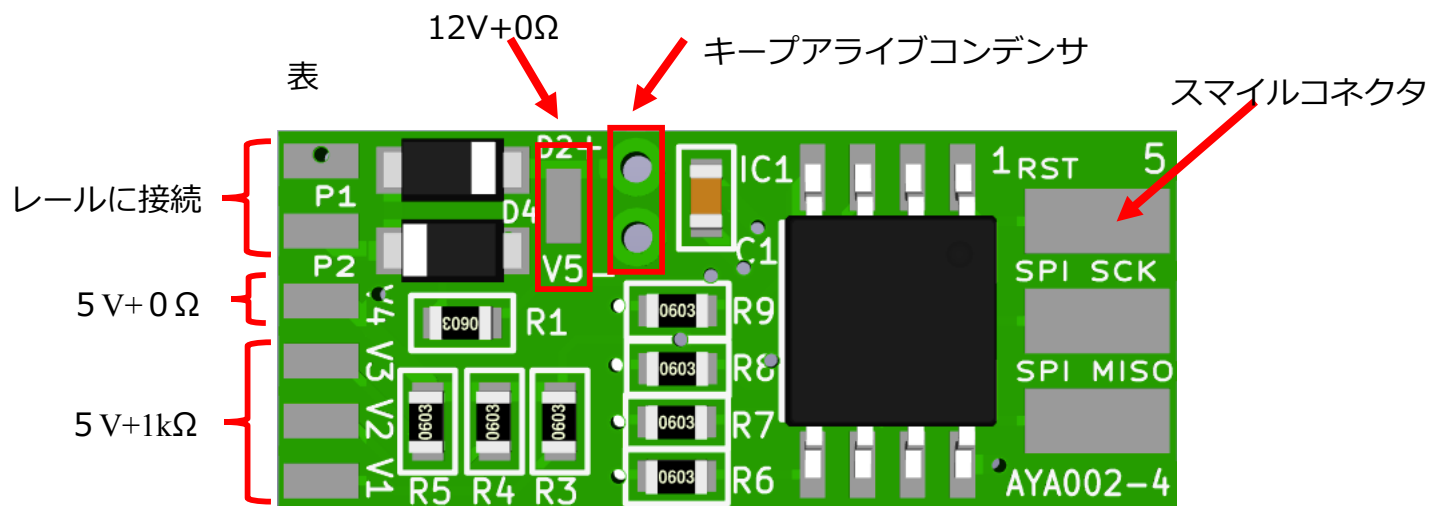 12V+0Ω
キープアライブコンデンサ
表
スマイルコネクタ
レールに接続
５V+０Ω
５V+1kΩ
P1
P2
V4
V3
V2
V1
D2+
D4
V5
IC1
C1
R1
R9
R8
R7
R6
R5 R4 R3
0603
0603
0603
0603
0603
0603
0603
0603
1
RST
5
SPI SCK
SPI MISO
AYA002-4